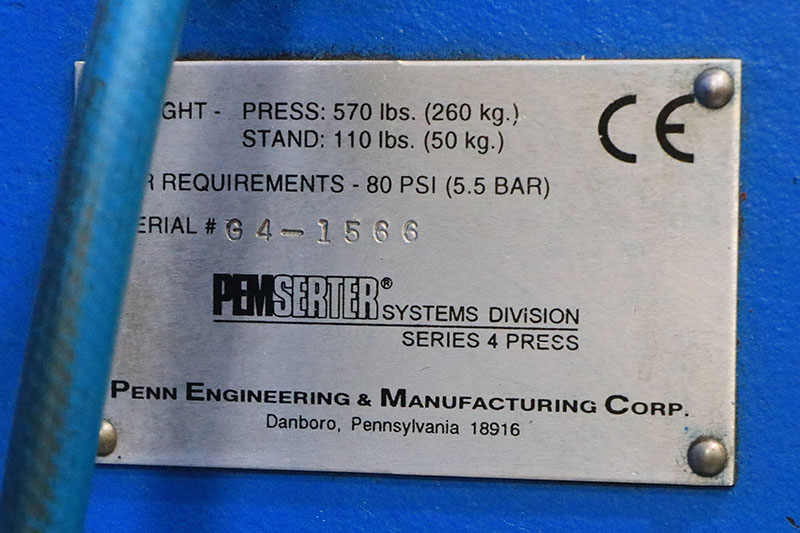 GHT - PRESS: 570 lbs. (260 kg.)
STAND: 110 lbs. (50 kg.)
CE
R REQUIREMENTS - 80 PSI (5.5 BAR)
ERIAL # G4-1566
PEMSERTER® SYSTEMS DIVISION
SERIES 4 PRESS
PENN ENGINEERING & MANUFACTURING CORP.
Danboro, Pennsylvania 18916